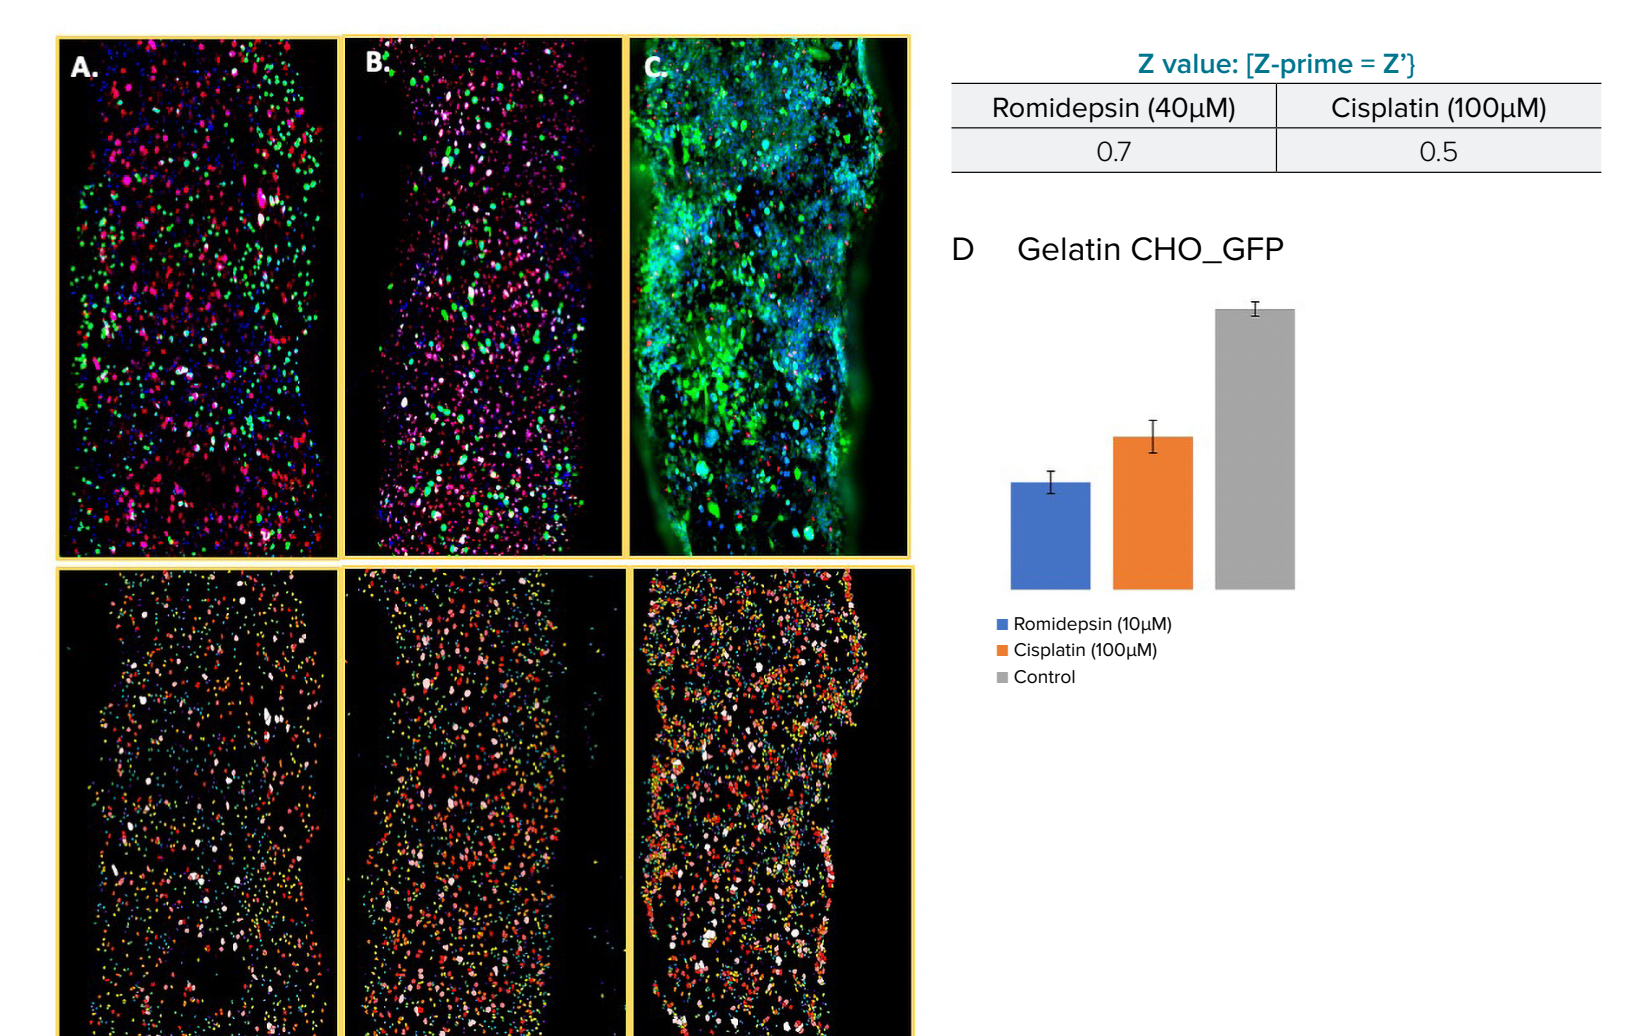 A.
B.
C.
Z value: [Z-prime = Z’}
Romidepsin (40µM) Cisplatin (100µM)
0.7 0.5
D Gelatin CHO_GFP
Romidepsin (10µM)
Cisplatin (100µM)
Control